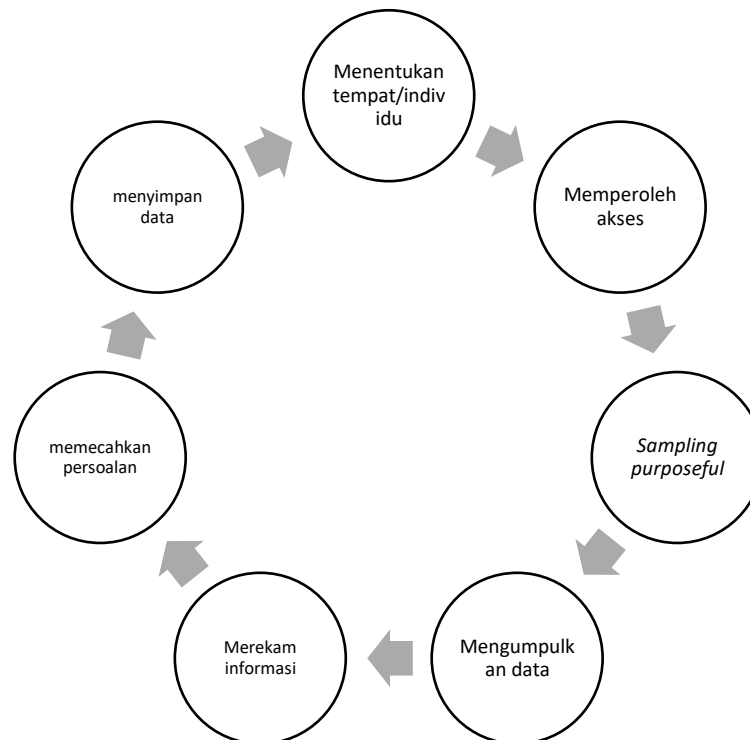 Menentukan
tempat/indiv
idu
Memperoleh
akses
Sampling
purposeful
Mengumpulk
an data
Merekam
informasi
memecahkan
persoalan
menyimpan
data